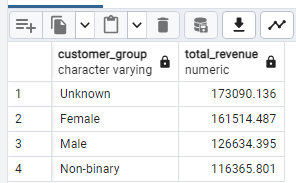 customer_group total_revenue
character varying numeric
1 Unknown 173090.136
2 Female 161514.487
3 Male 126634.395
4 Non-binary 116365.801